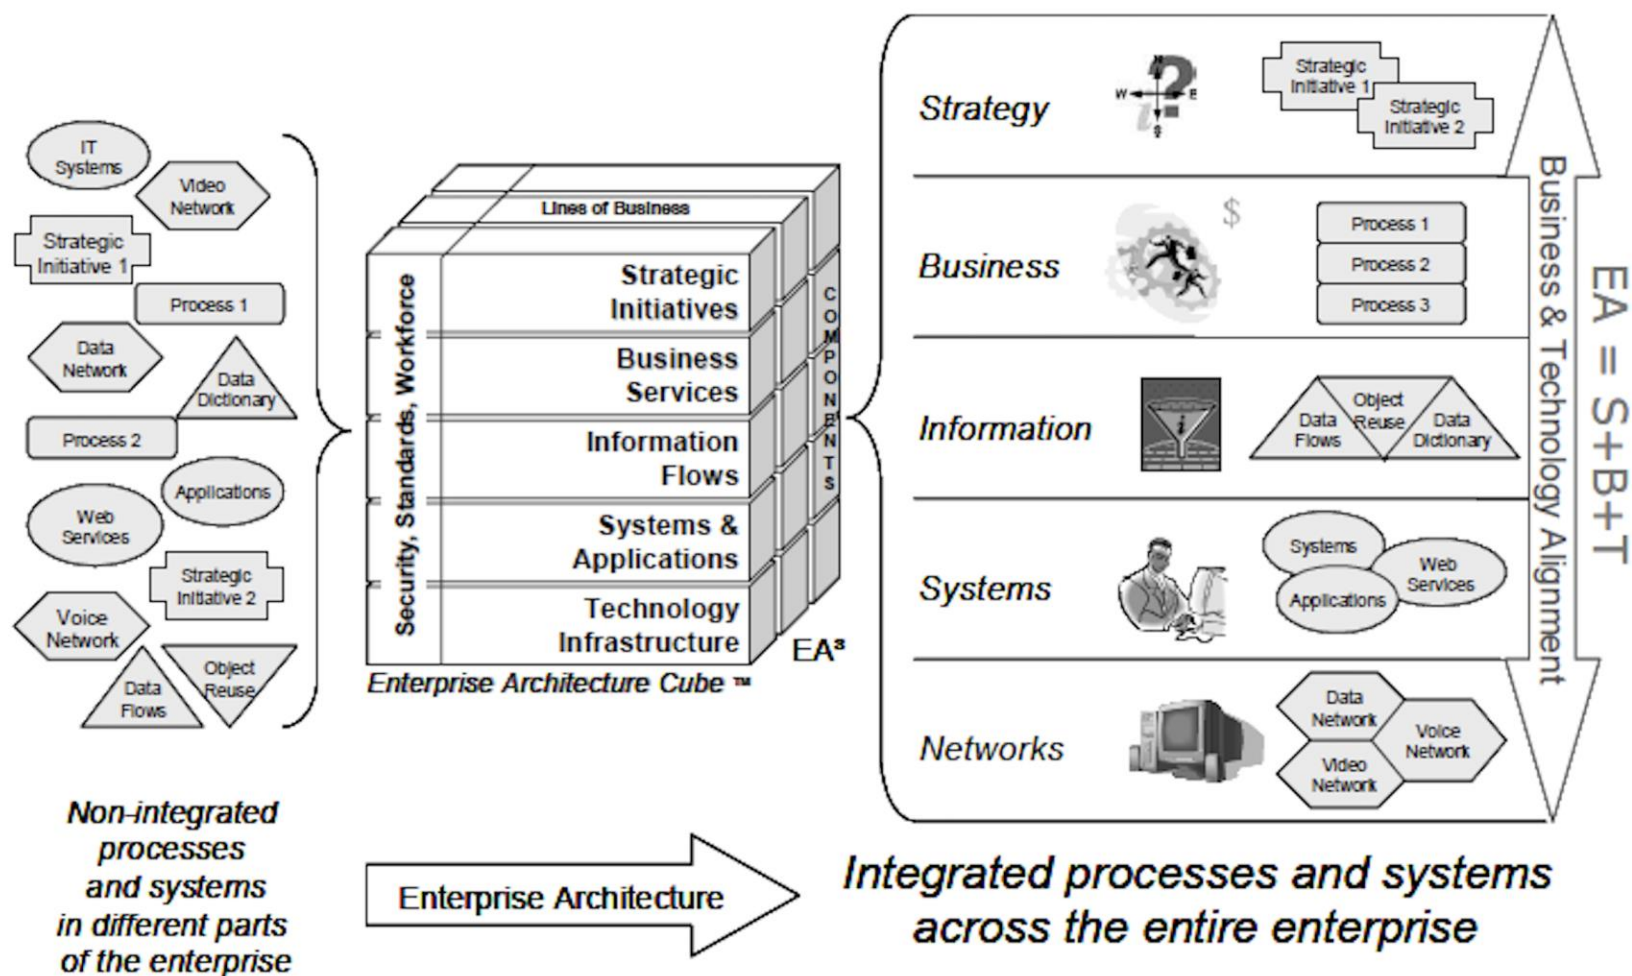 IT
Systems
Video
Network
Strategic
Initiative 1
Process 1
Data
Network
Data
Dictionary
Process 2
Applications
Web
Services
Strategic
Initiative 2
Voice
Network
Object
Reuse
Data
Flows
Non-integrated
processes
and systems
in different parts
of the enterprise
Lines of Business
Security, Standards, Workforce
Strategic
Initiatives
Business
Services
Information
Flows
Systems &
Applications
Technology
Infrastructure
COMPONENTS
EA³
Enterprise Architecture Cube ™
Enterprise Architecture
Strategy
N
W E
S
?
i
Strategic
Initiative 1
Strategic
Initiative 2
Business
$
Process 1
Process 2
Process 3
Information
i
Data
Flows
Object
Reuse
Data
Dictionary
Systems
Systems
Web
Services
Applications
Networks
Data
Network
Voice
Network
Video
Network
Business & Technology Alignment
EA = S+B+T
Integrated processes and systems
across the entire enterprise